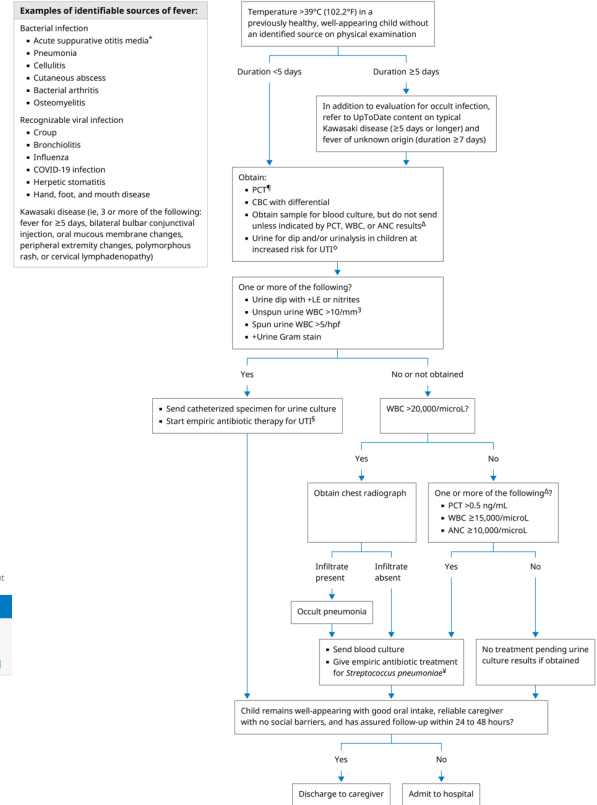 Examples of identifiable sources of fever:
Bacterial infection
▪ Acute suppurative otitis media*
▪ Pneumonia
▪ Cellulitis
▪ Cutaneous abscess
▪ Bacterial arthritis
▪ Osteomyelitis
Recognizable viral infection
▪ Croup
▪ Bronchiolitis
▪ Influenza
▪ COVID-19 infection
▪ Herpetic stomatitis
▪ Hand, foot, and mouth disease
Kawasaki disease (ie, 3 or more of the following:
fever for ≥5 days, bilateral bulbar conjunctival
injection, oral mucous membrane changes,
peripheral extremity changes, polymorphous
rash, or cervical lymphadenopathy)
Temperature >39°C (102.2°F) in a
previously healthy, well-appearing child without
an identified source on physical examination
Duration <5 days
Duration ≥5 days
In addition to evaluation for occult infection,
refer to UpToDate content on typical
Kawasaki disease (≥5 days or longer) and
fever of unknown origin (duration ≥7 days)
Obtain:
▪ PCT¶
▪ CBC with differential
▪ Obtain sample for blood culture, but do not send
unless indicated by PCT, WBC, or ANC resultsΔ
▪ Urine for dip and/or urinalysis in children at
increased risk for UTI◊
One or more of the following?
▪ Urine dip with +LE or nitrites
▪ Unspun urine WBC >10/mm3
▪ Spun urine WBC >5/hpf
▪ +Urine Gram stain
Yes
No or not obtained
▪ Send catheterized specimen for urine culture
▪ Start empiric antibiotic therapy for UTI§
WBC >20,000/microL?
Yes
No
Obtain chest radiograph
One or more of the followingΔ?
▪ PCT >0.5 ng/mL
▪ WBC ≥15,000/microL
▪ ANC ≥10,000/microL
Infiltrate
present
Infiltrate
absent
Yes
No
Occult pneumonia
▪ Send blood culture
▪ Give empiric antibiotic treatment
for Streptococcus pneumoniae¥
No treatment pending urine
culture results if obtained
Child remains well-appearing with good oral intake, reliable caregiver
with no social barriers, and has assured follow-up within 24 to 48 hours?
Yes
No
Discharge to caregiver
Admit to hospital